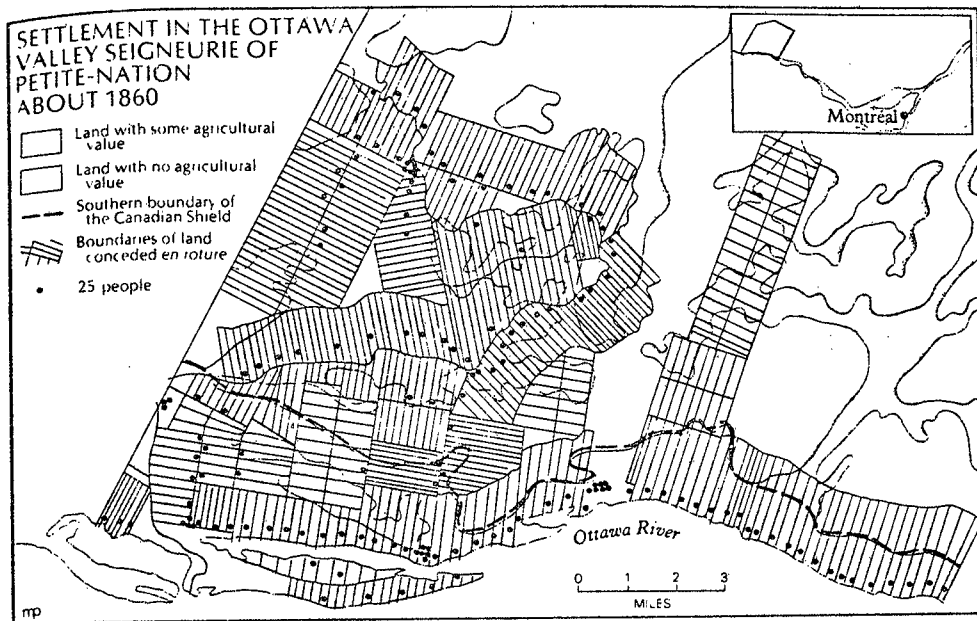 SETTLEMENT IN THE OTTAWA
VALLEY SEIGNEURIE OF
PETITE-NATION
ABOUT 1860
Land with some agricultural
value
Land with no agricultural
value
Southern boundary of
the Canadian Shield
Boundaries of land
conceded en roture
25 people
Montréal
Ottawa River
0 1 2 3
MILES
mp